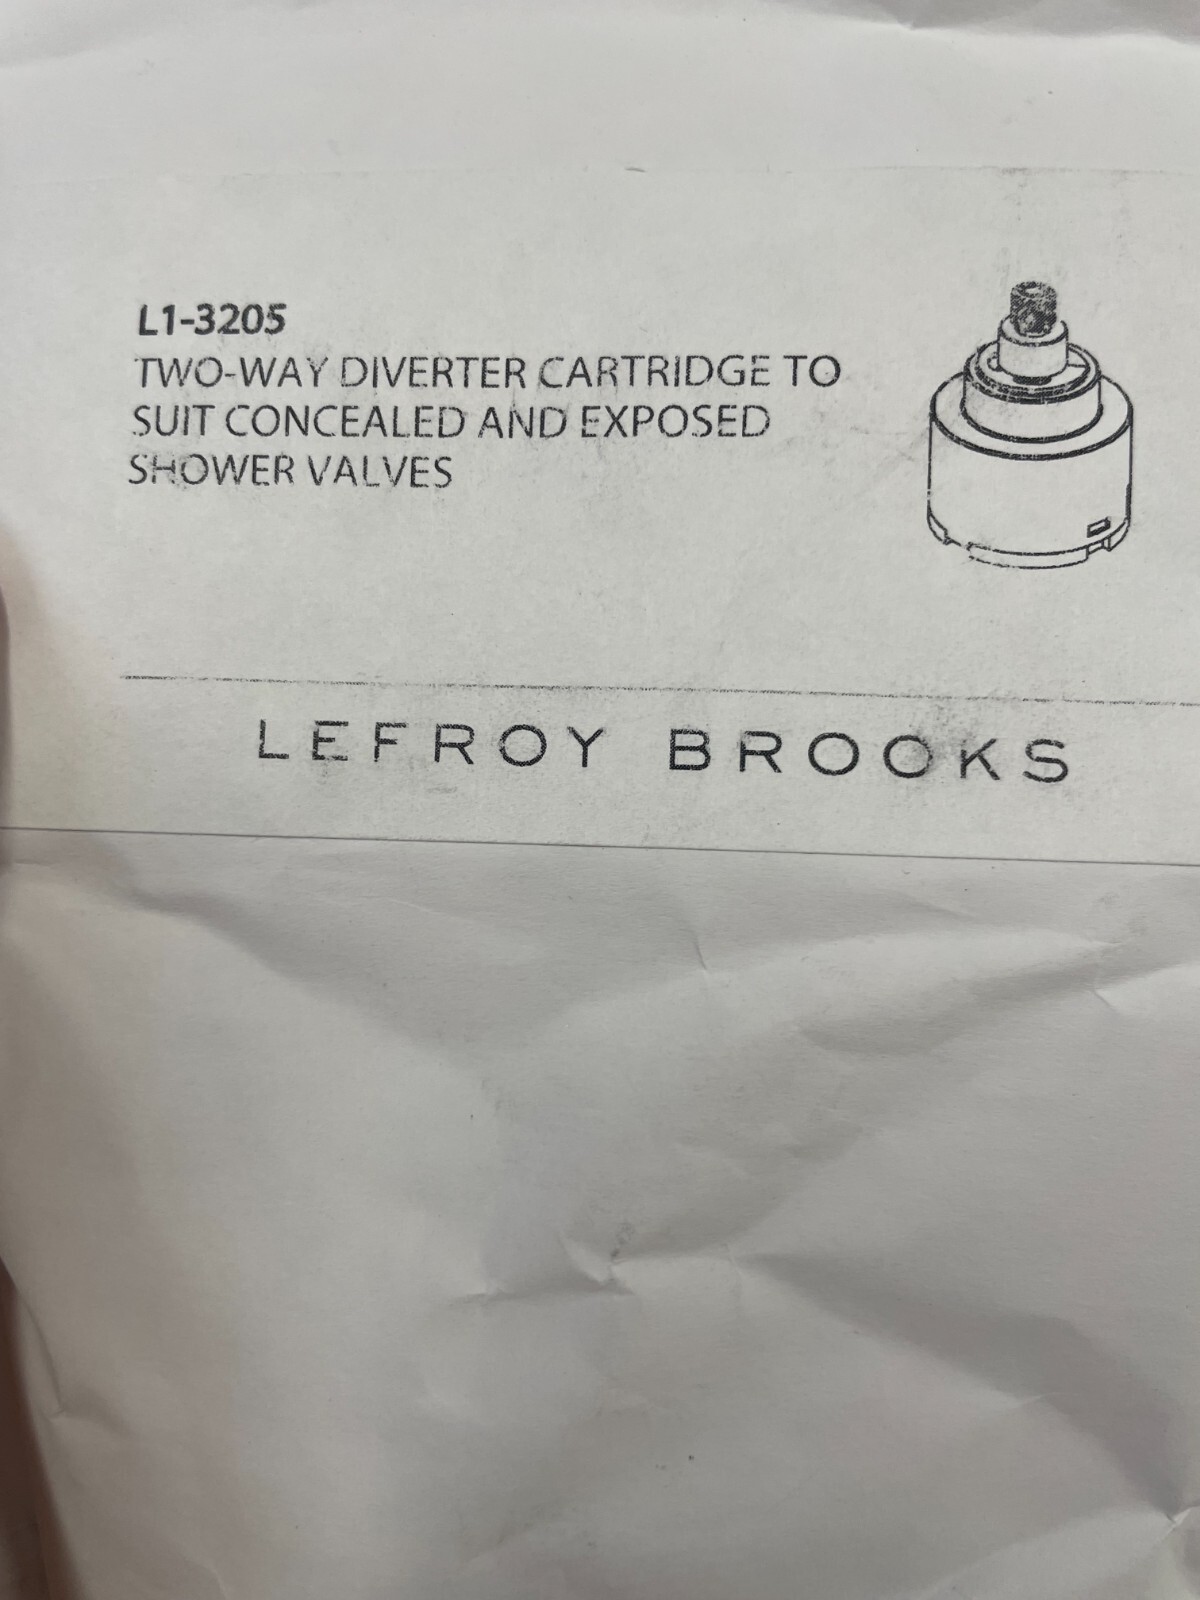 L1-3205
TWO-WAY DIVERTER CARTRIDGE TO
SUIT CONCEALED AND EXPOSED
SHOWER VALVES
LEFROY BROOKS